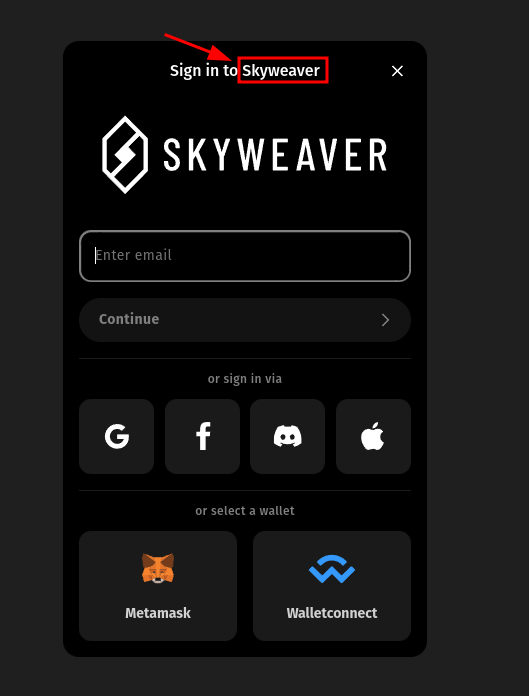 Sign in to Skyweaver
SKYWEAVER
Enter email
Continue
or sign in via
or select a wallet
Metamask Walletconnect